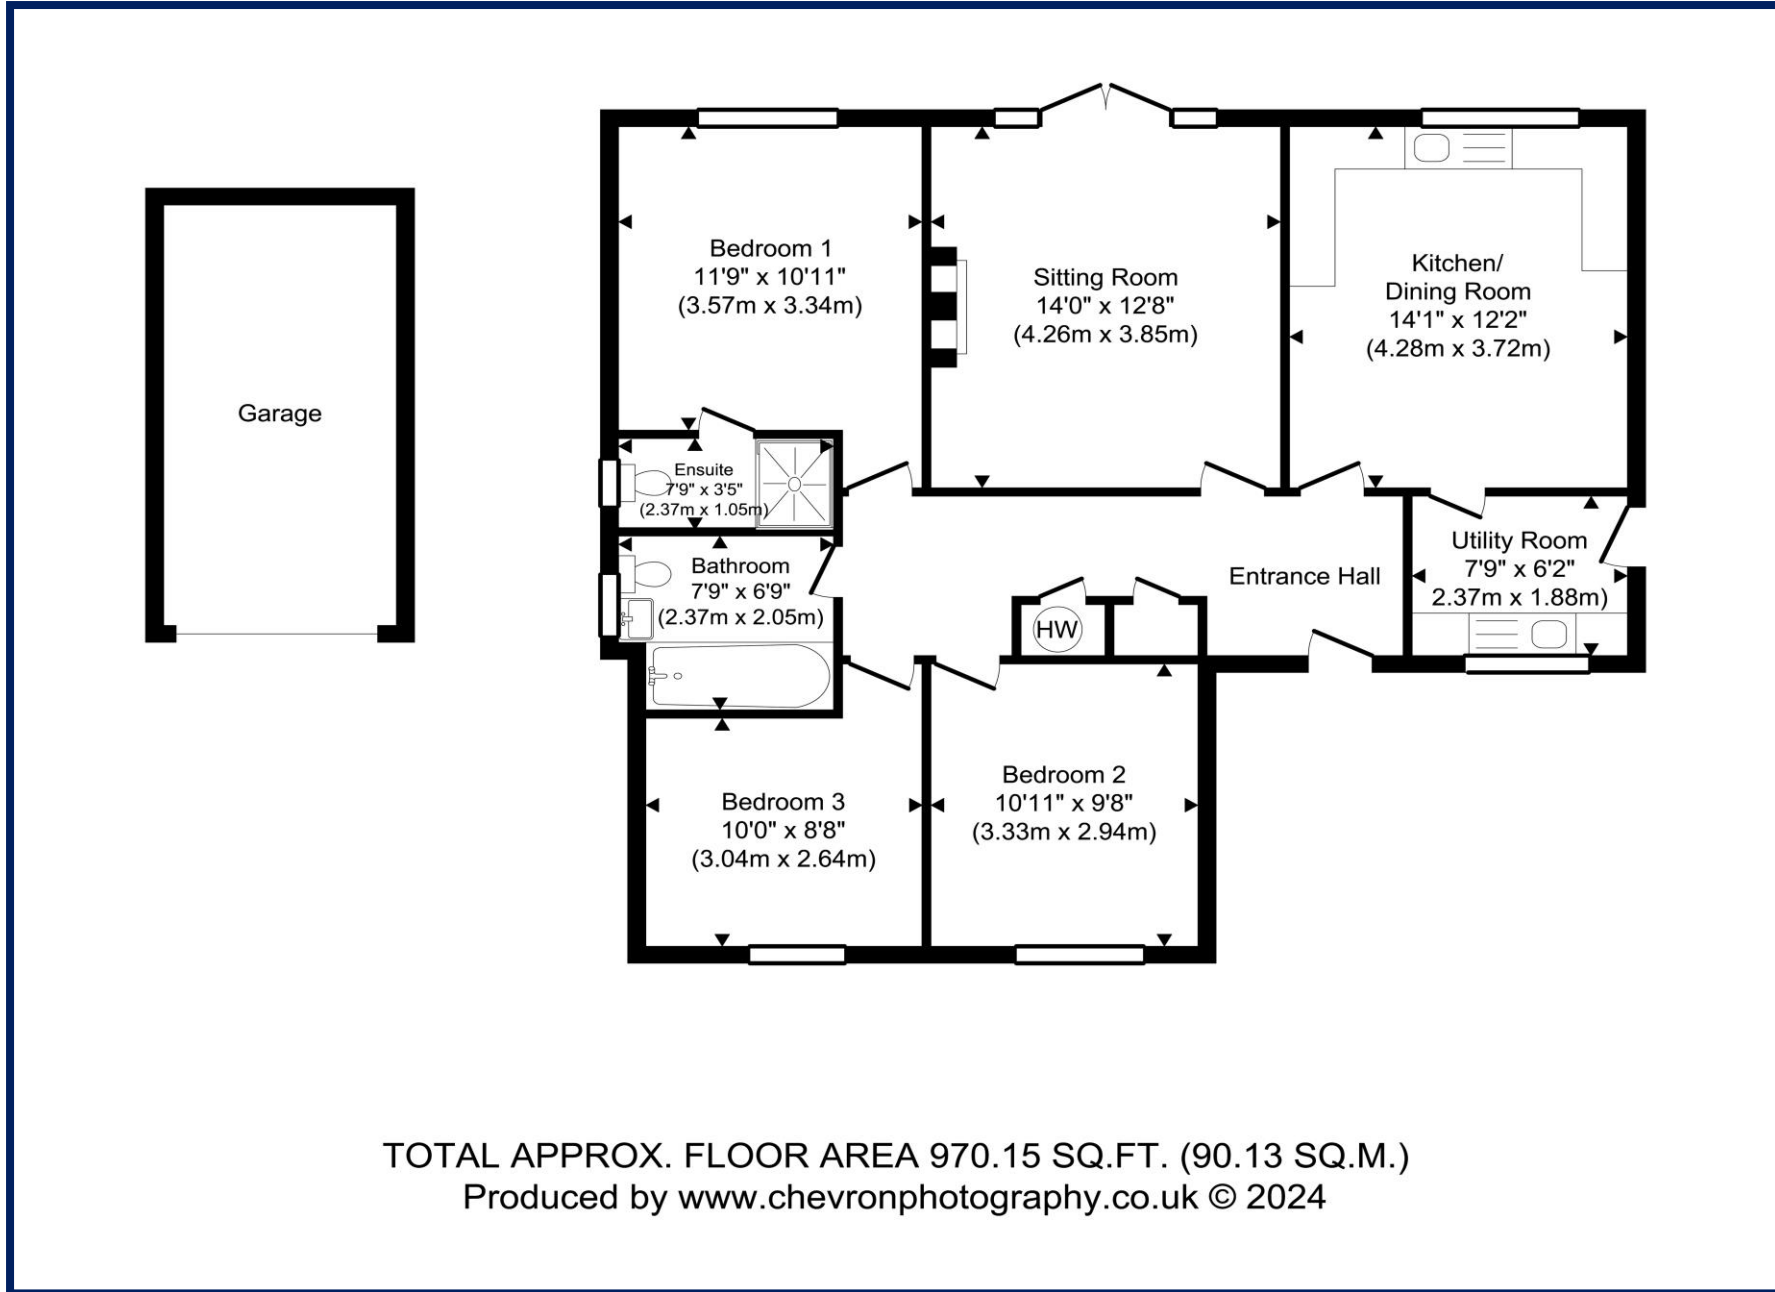 Bedroom 1
11'9" x 10'11"
(3.57m x 3.34m)
Sitting Room
14'0" x 12'8"
(4.26m x 3.85m)
Kitchen/
Dining Room
14'1" x 12'2"
(4.28m x 3.72m)
Garage
Ensuite
7'9" x 3'5"
(2.37m x 1.05m)
Bathroom
7'9" x 6'9"
(2.37m x 2.05m)
Entrance Hall
Utility Room
7'9" x 6'2"
2.37m x 1.88m)
HW
Bedroom 3
10'0" x 8'8"
(3.04m x 2.64m)
Bedroom 2
10'11" x 9'8"
(3.33m x 2.94m)
TOTAL APPROX. FLOOR AREA 970.15 SQ.FT. (90.13 SQ.M.)
Produced by www.chevronphotography.co.uk © 2024